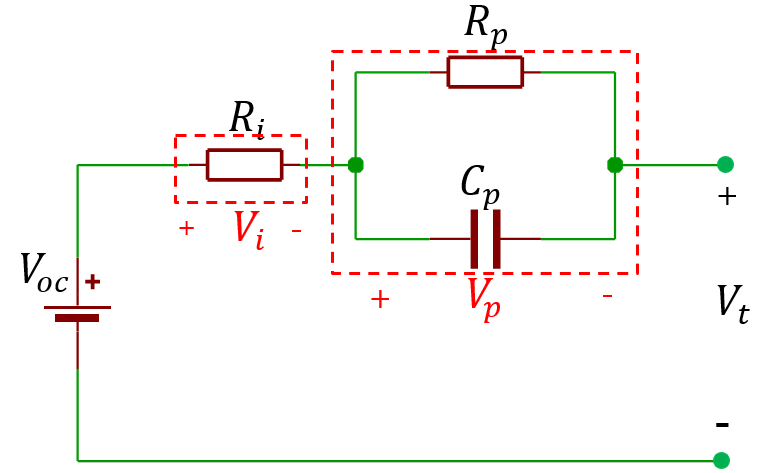 R_p
R_i
C_p
+ V_i -
V_oc +
+ V_p -
+
V_t
-